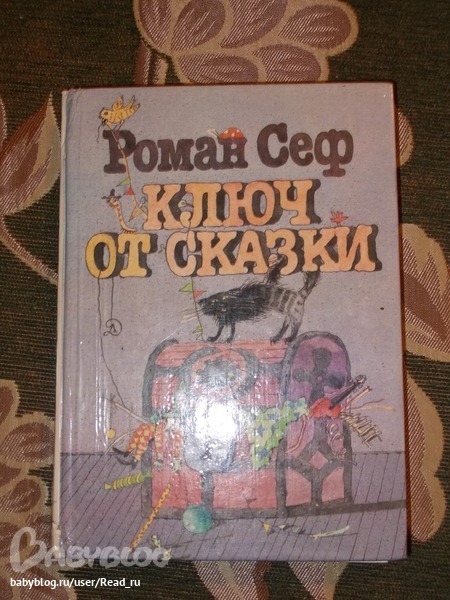 Роман Сеф
КЛЮЧ
ОТ СКАЗКИ
Д
BABYBLOG
babyblog.ru/user/Read_ru